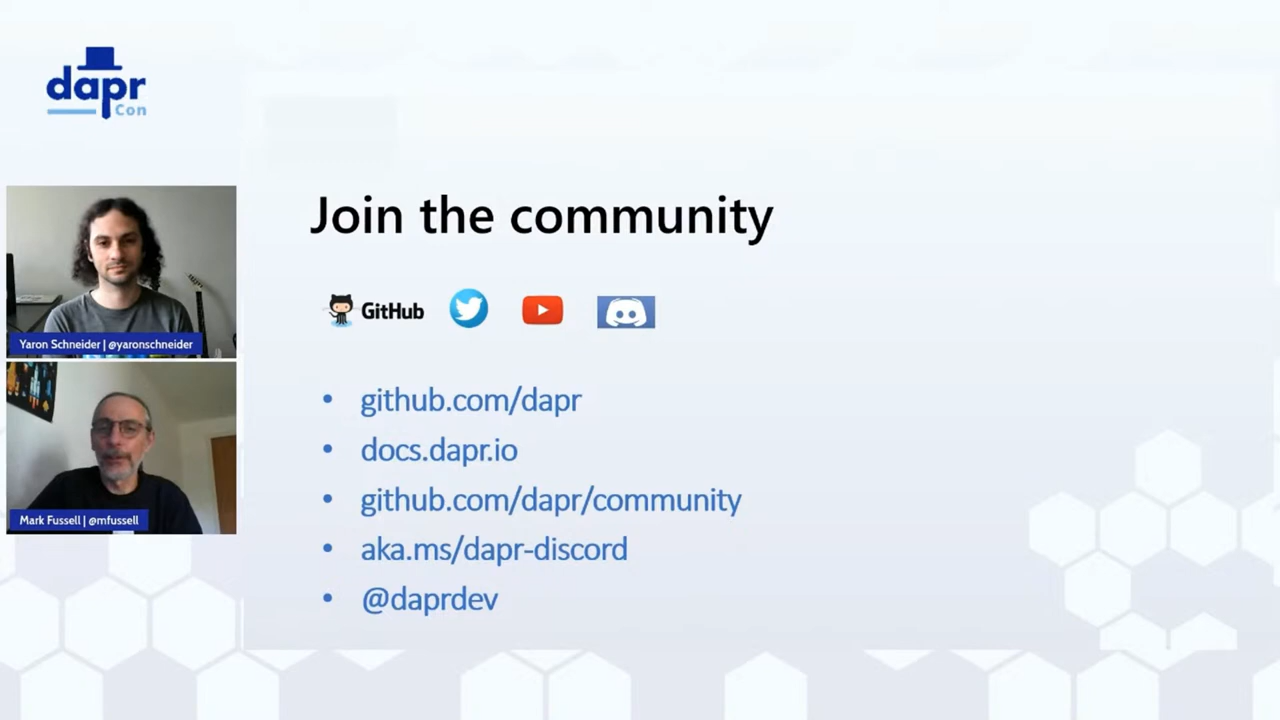 dapr
Con
Yaron Schneider | @yaronschneider
Mark Fussell | @mfussell
Join the community
GitHub
github.com/dapr
docs.dapr.io
github.com/dapr/community
aka.ms/dapr-discord
@daprdev